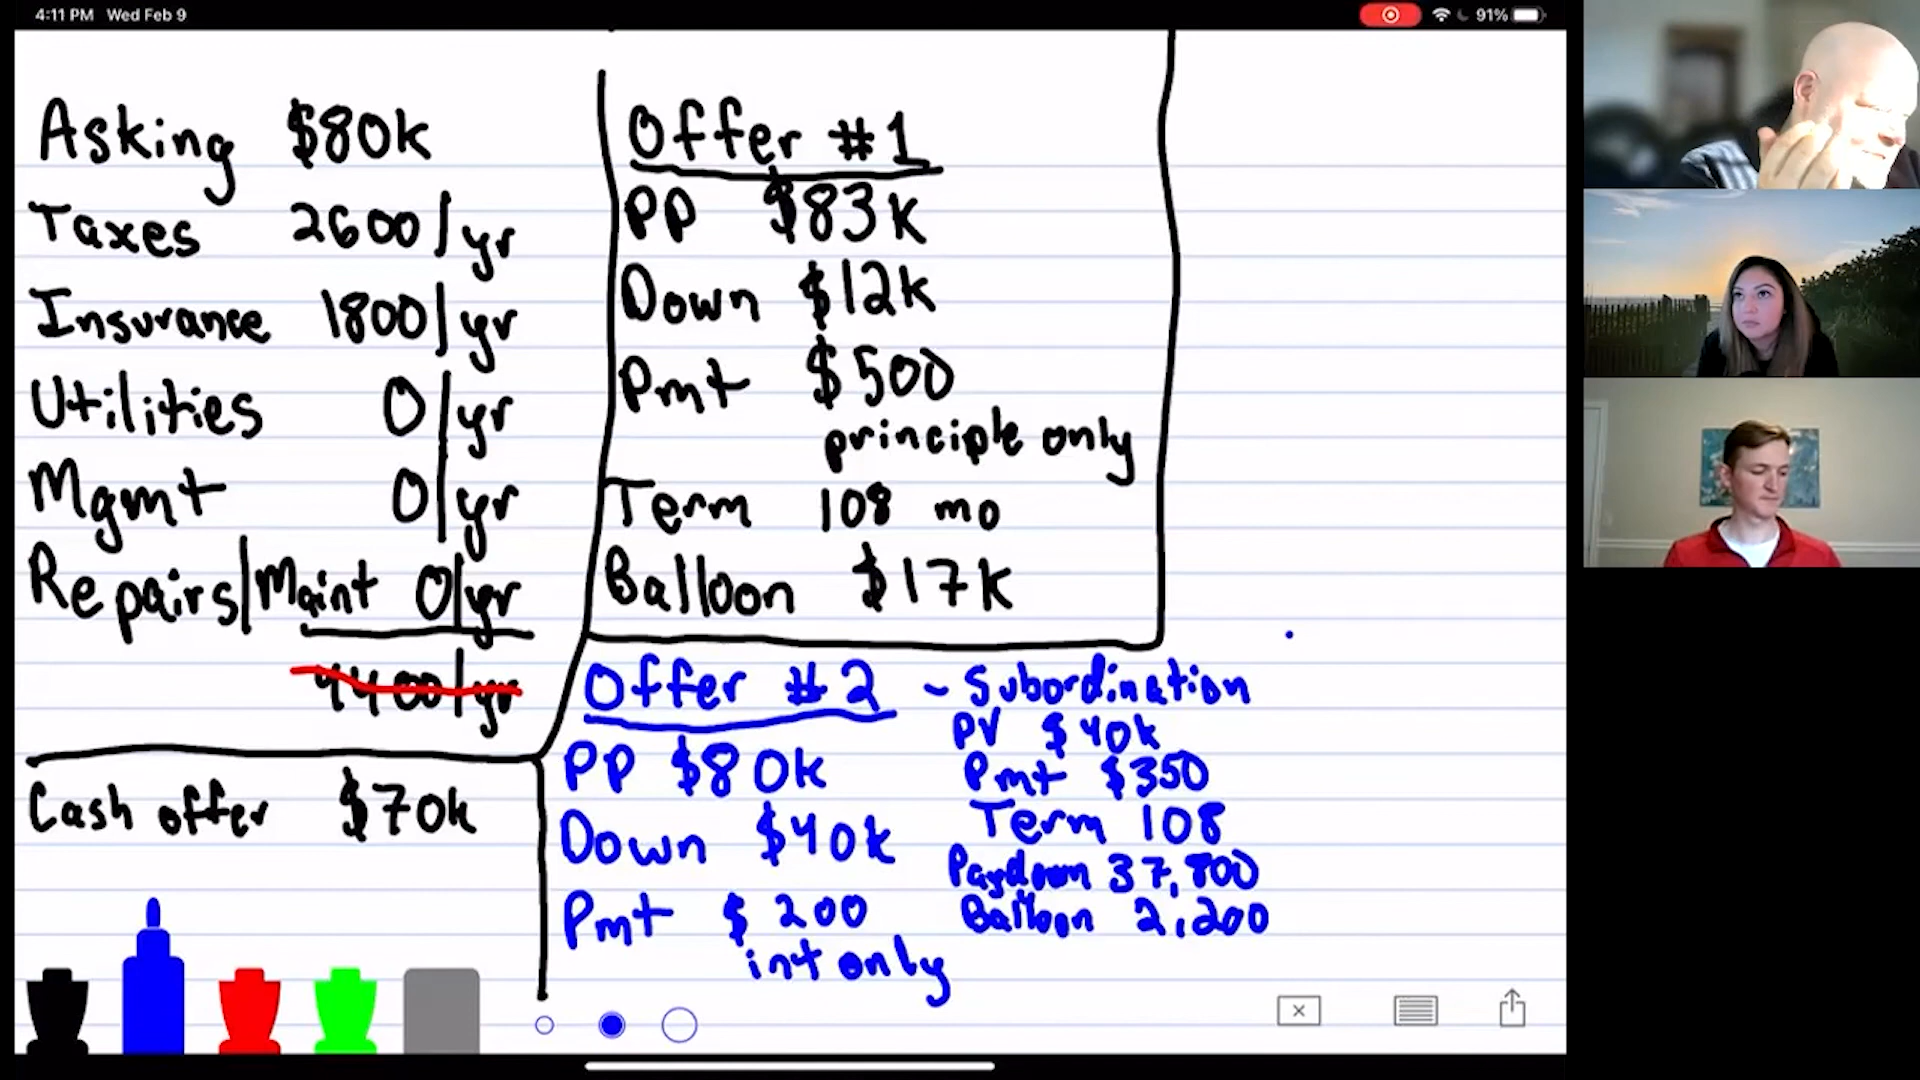 4:11 PM Wed Feb 9
91%
Asking $80k
Taxes 2600/yr
Insurance 1800/yr
Utilities 0/yr
Mgmt 0/yr
Repairs/Maint 0/yr
4400/yr
Cash offer $70k
Offer #1
PP $83k
Down $12k
Pmt $500
principle only
Term 108 mo
Balloon $17k
Offer #2
PP $80k
Down $40k
Pmt $200
int only
- Subordination
PV $40k
Pmt $350
Term 108
Paydown 37,800
Balloon 2,200